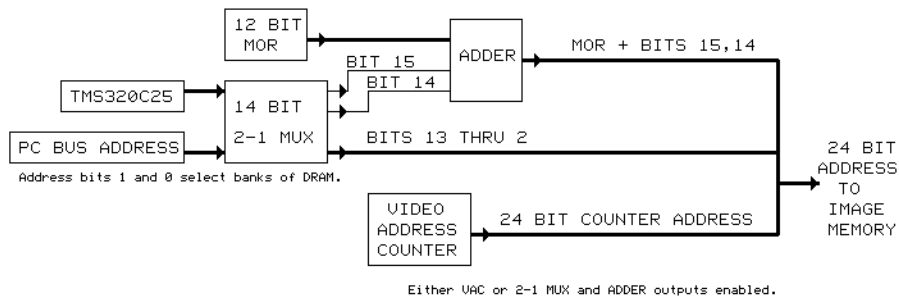 12 BIT
MOR
ADDER
MOR + BITS 15,14
BIT 15
BIT 14
TMS320C25
14 BIT
2-1 MUX
PC BUS ADDRESS
BITS 13 THRU 2
Address bits 1 and 0 select banks of DRAM.
24 BIT
ADDRESS
TO
IMAGE
MEMORY
VIDEO
ADDRESS
COUNTER
24 BIT COUNTER ADDRESS
Either VAC or 2-1 MUX and ADDER outputs enabled.